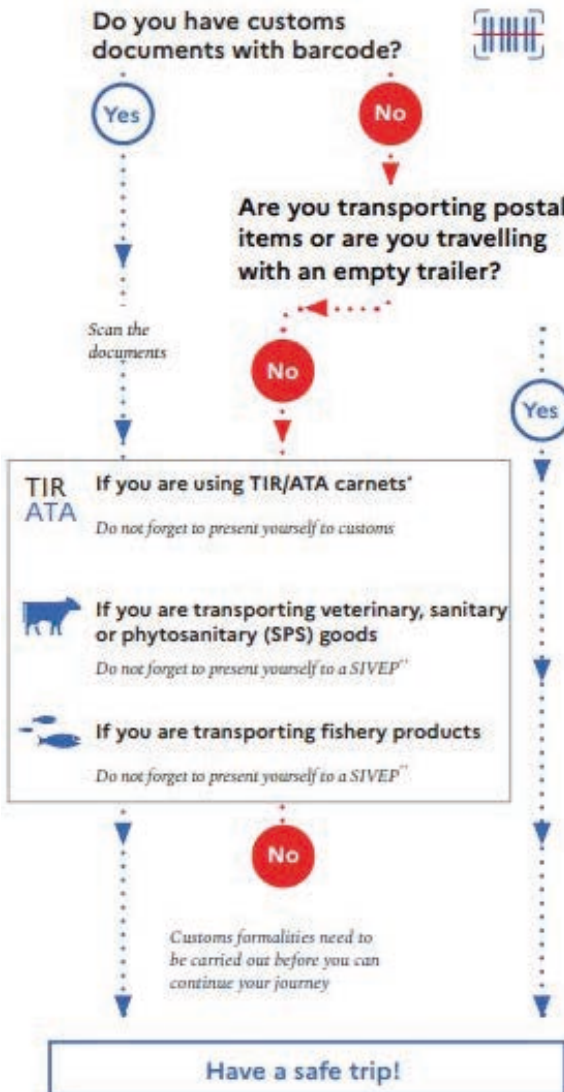 Do you have customs
documents with barcode?
Yes
No
Are you transporting postal
items or are you travelling
with an empty trailer?
Scan the
documents
No
Yes
TIR
ATA
If you are using TIR/ATA carnets*
Do not forget to present yourself to customs
If you are transporting veterinary, sanitary
or phytosanitary (SPS) goods
Do not forget to present yourself to a SIVEP**
If you are transporting fishery products
Do not forget to present yourself to a SIVEP**
No
Customs formalities need to
be carried out before you can
continue your journey
Have a safe trip!